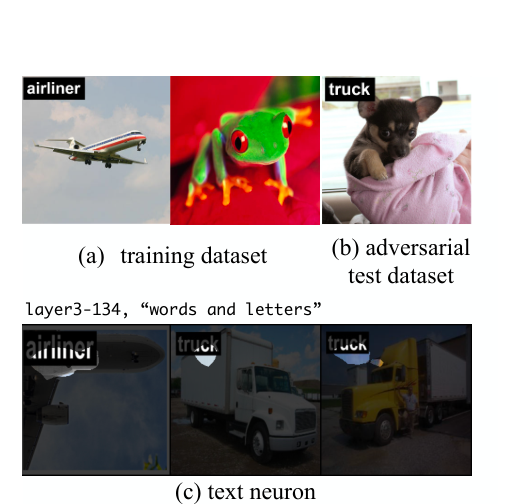 airliner
truck
(a) training dataset
(b) adversarial
test dataset
layer3-134, “words and letters”
airliner
truck
truck
(c) text neuron